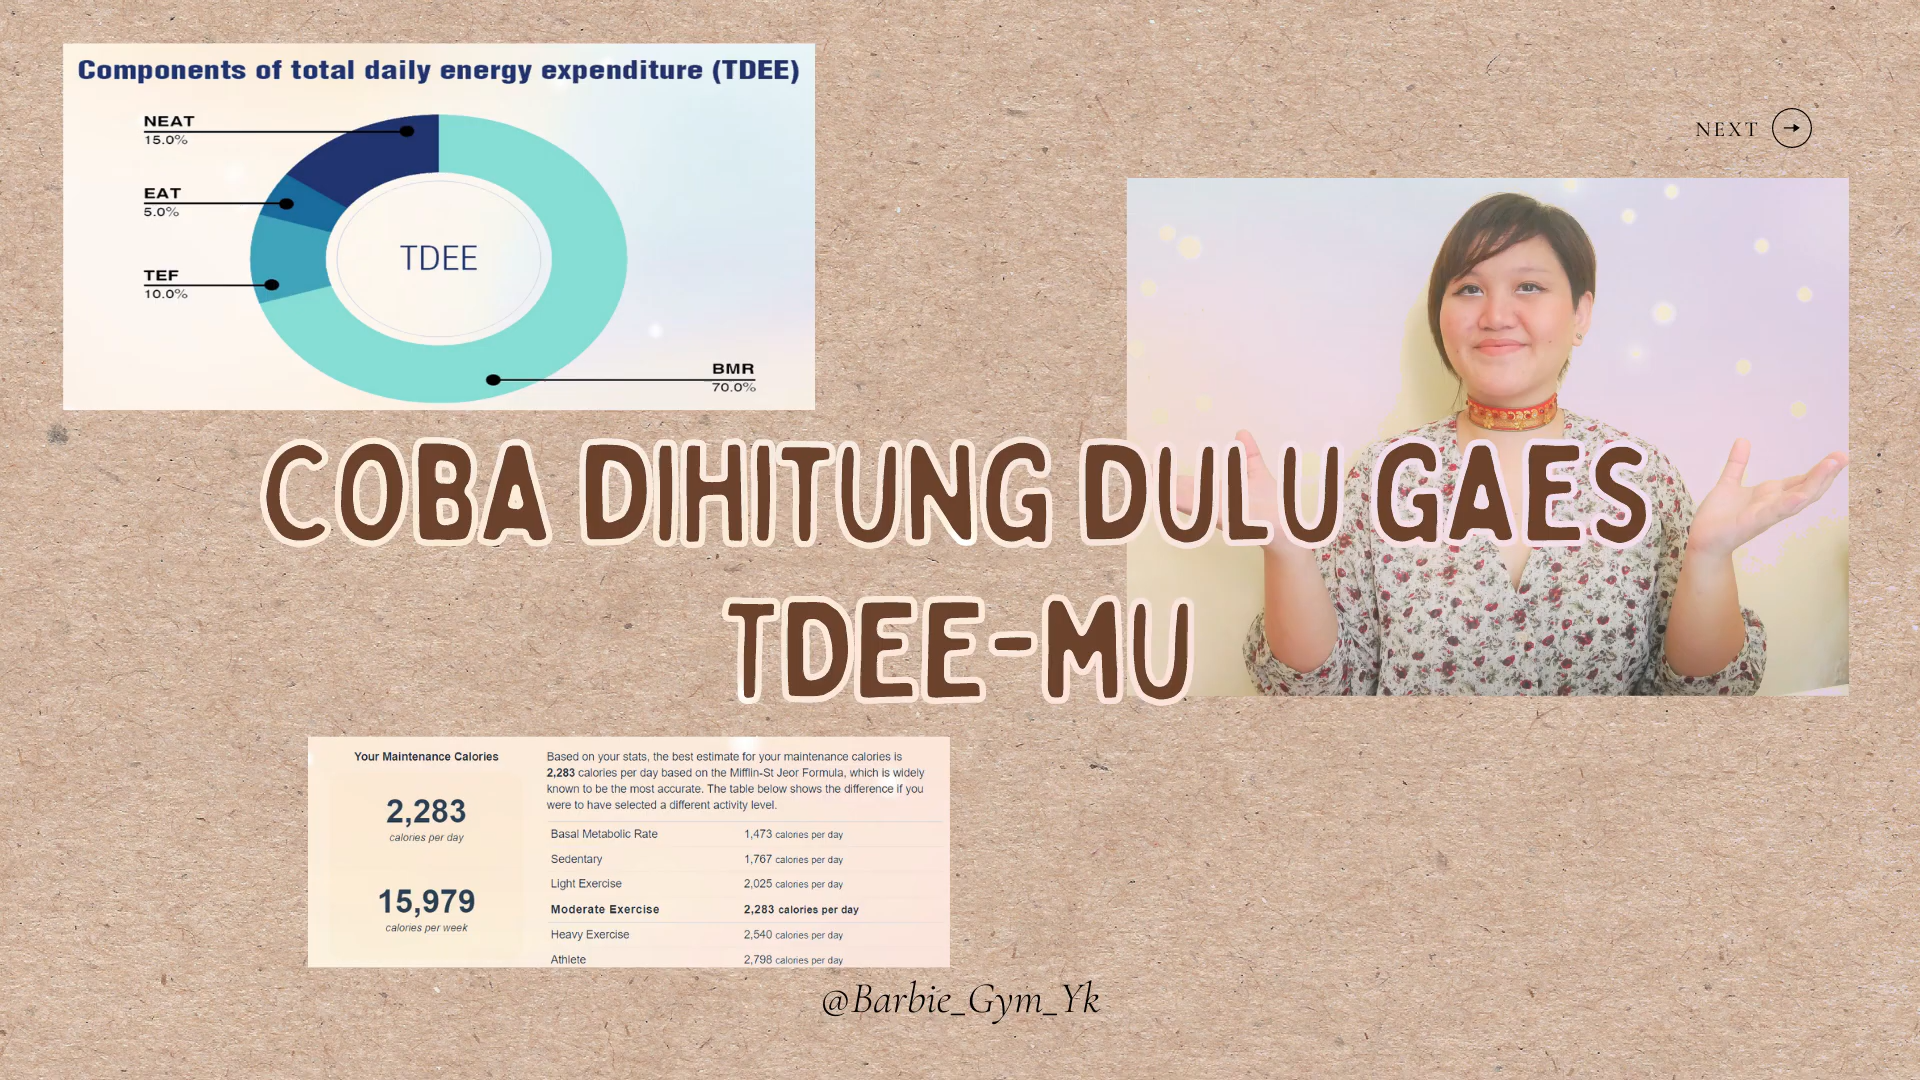 Components of total daily energy expenditure (TDEE)
NEAT
15.0%
EAT
5.0%
TEF
10.0%
TDEE
BMR
70.0%
NEXT
COBA DIHITUNG DULU GAES
TDEE-MU
Your Maintenance Calories
2,283
calories per day
15,979
calories per week
Based on your stats, the best estimate for your maintenance calories is
2,283 calories per day based on the Mifflin-St Jeor Formula, which is widely
known to be the most accurate. The table below shows the difference if you
were to have selected a different activity level.
Basal Metabolic Rate 1,473 calories per day
Sedentary 1,767 calories per day
Light Exercise 2,025 calories per day
Moderate Exercise 2,283 calories per day
Heavy Exercise 2,540 calories per day
Athlete 2,798 calories per day
@Barbie_Gym_Yk